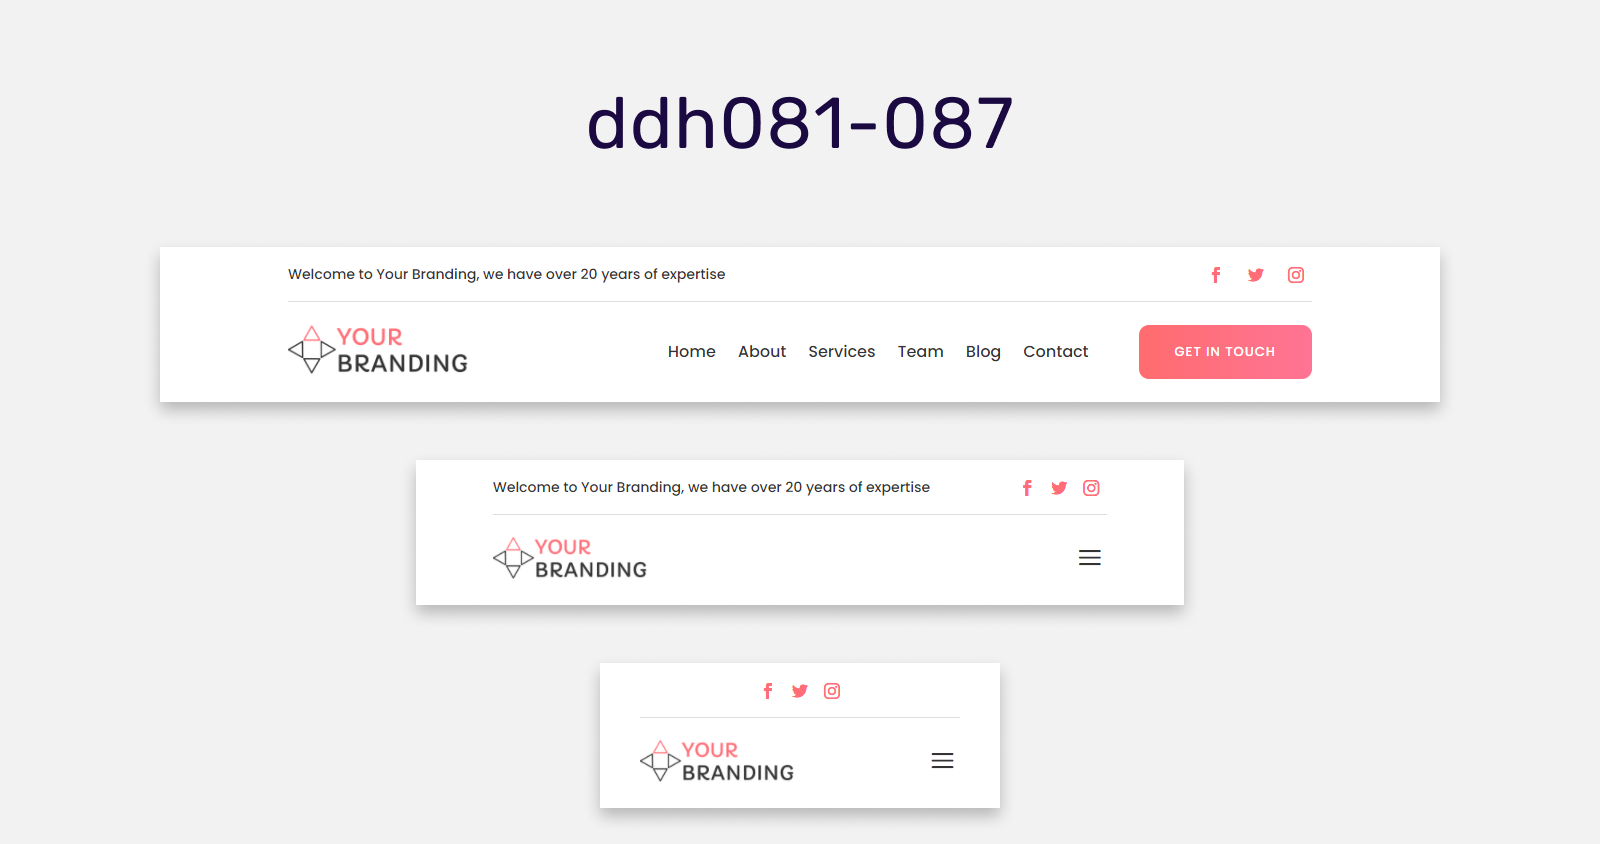 ddh081-087
Welcome to Your Branding, we have over 20 years of expertise
YOUR
BRANDING
Home About Services Team Blog Contact
GET IN TOUCH
Welcome to Your Branding, we have over 20 years of expertise
YOUR
BRANDING
YOUR
BRANDING